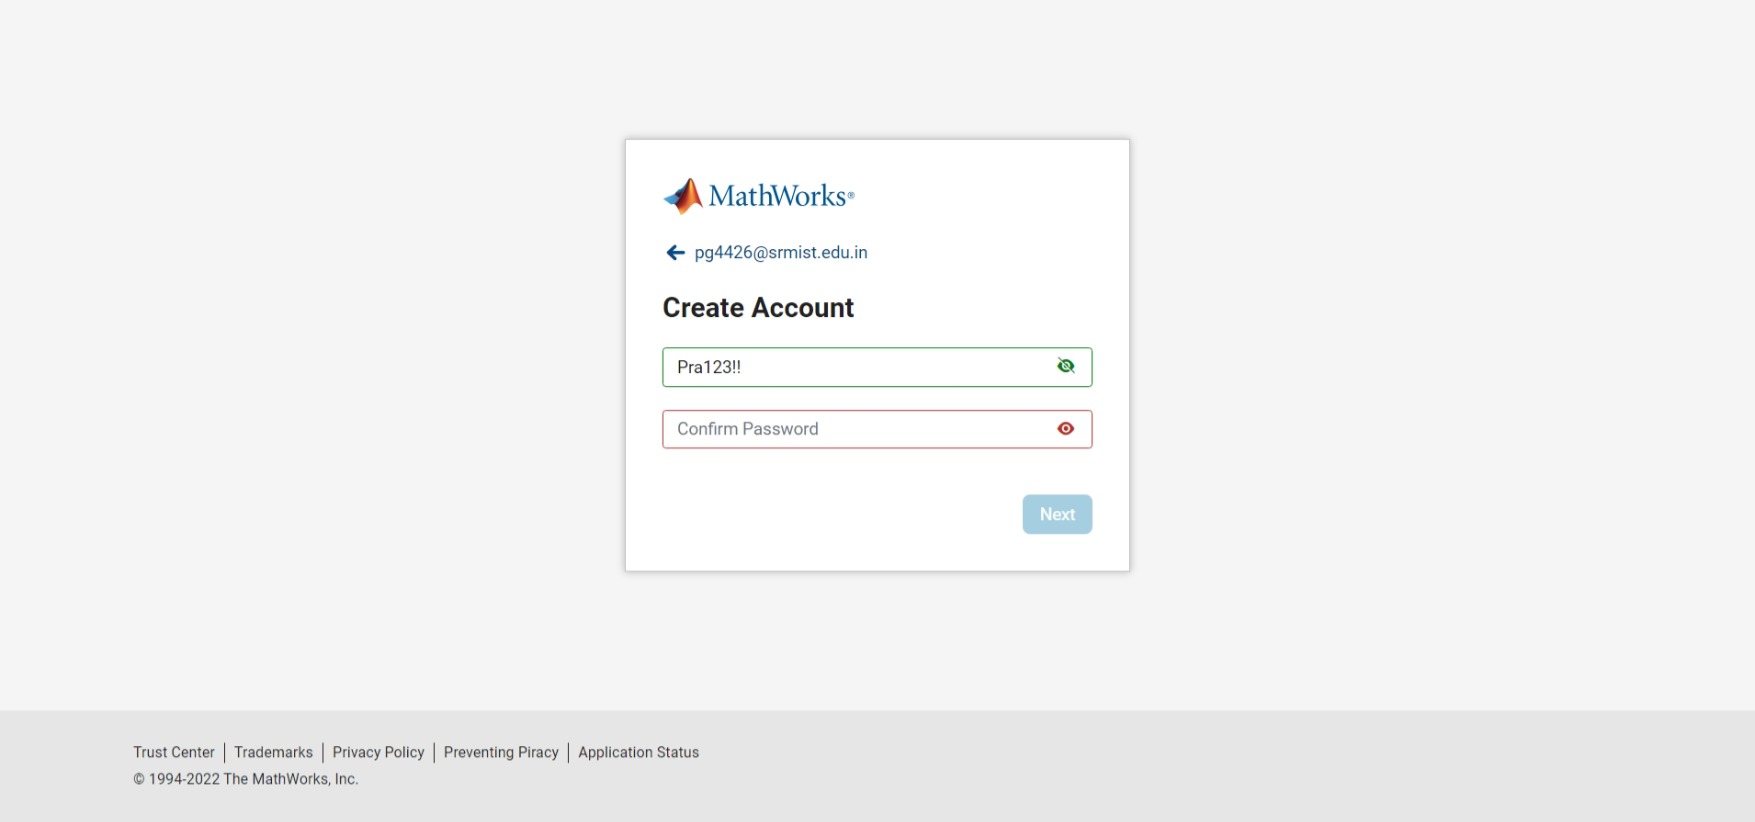 MathWorks®
pg4426@srmist.edu.in
Create Account
Pra123!!
Confirm Password
Next
Trust Center | Trademarks | Privacy Policy | Preventing Piracy | Application Status
© 1994-2022 The MathWorks, Inc.